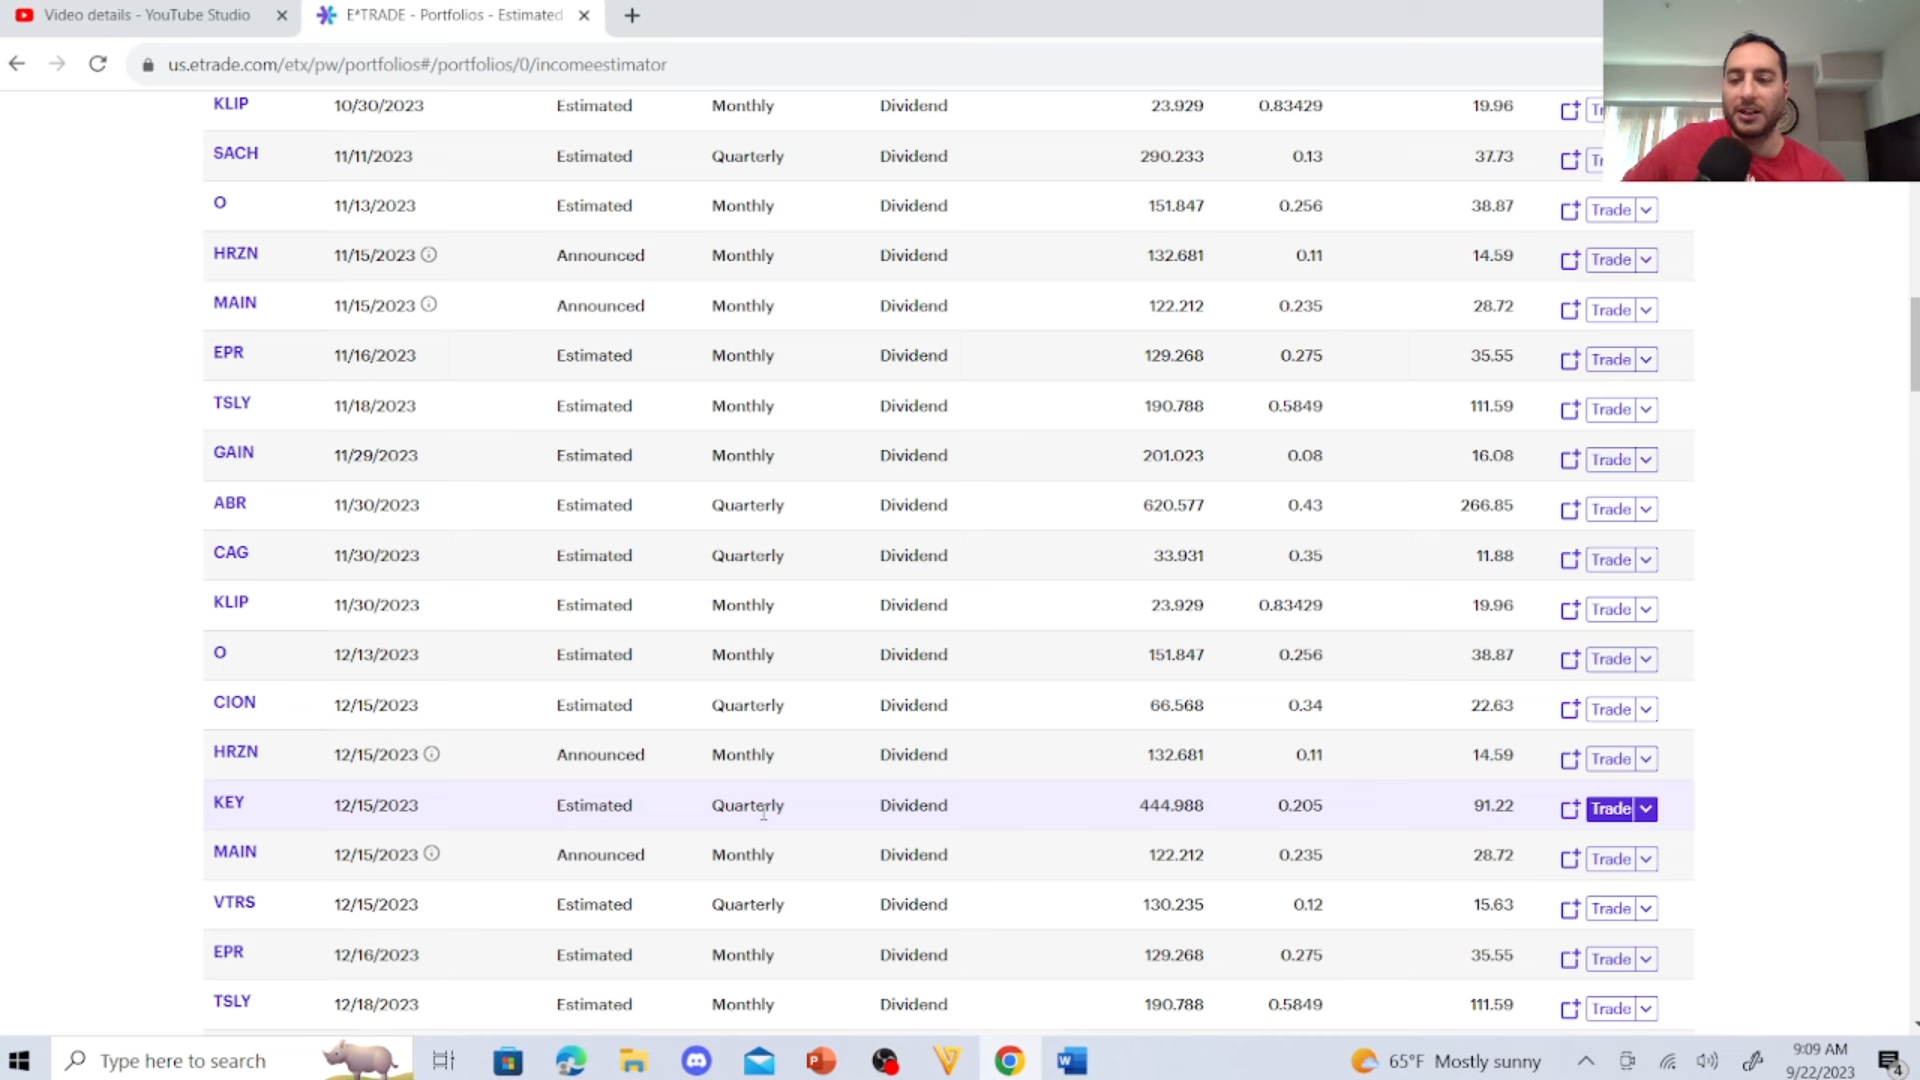 Video details - YouTube Studio
E*TRADE - Portfolios - Estimated
us.etrade.com/etx/pw/portfolios#/portfolios/0/incomeestimator
KLIP 10/30/2023 Estimated Monthly Dividend 23.929 0.83429 19.96 Tr
SACH 11/11/2023 Estimated Quarterly Dividend 290.233 0.13 37.73 Tr
O 11/13/2023 Estimated Monthly Dividend 151.847 0.256 38.87 Trade
HRZN 11/15/2023 Announced Monthly Dividend 132.681 0.11 14.59 Trade
MAIN 11/15/2023 Announced Monthly Dividend 122.212 0.235 28.72 Trade
EPR 11/16/2023 Estimated Monthly Dividend 129.268 0.275 35.55 Trade
TSLY 11/18/2023 Estimated Monthly Dividend 190.788 0.5849 111.59 Trade
GAIN 11/29/2023 Estimated Monthly Dividend 201.023 0.08 16.08 Trade
ABR 11/30/2023 Estimated Quarterly Dividend 620.577 0.43 266.85 Trade
CAG 11/30/2023 Estimated Quarterly Dividend 33.931 0.35 11.88 Trade
KLIP 11/30/2023 Estimated Monthly Dividend 23.929 0.83429 19.96 Trade
O 12/13/2023 Estimated Monthly Dividend 151.847 0.256 38.87 Trade
CION 12/15/2023 Estimated Quarterly Dividend 66.568 0.34 22.63 Trade
HRZN 12/15/2023 Announced Monthly Dividend 132.681 0.11 14.59 Trade
KEY 12/15/2023 Estimated Quarterly Dividend 444.988 0.205 91.22 Trade
MAIN 12/15/2023 Announced Monthly Dividend 122.212 0.235 28.72 Trade
VTRS 12/15/2023 Estimated Quarterly Dividend 130.235 0.12 15.63 Trade
EPR 12/16/2023 Estimated Monthly Dividend 129.268 0.275 35.55 Trade
TSLY 12/18/2023 Estimated Monthly Dividend 190.788 0.5849 111.59 Trade
Type here to search
65°F Mostly sunny
9:09 AM
9/22/2023
4